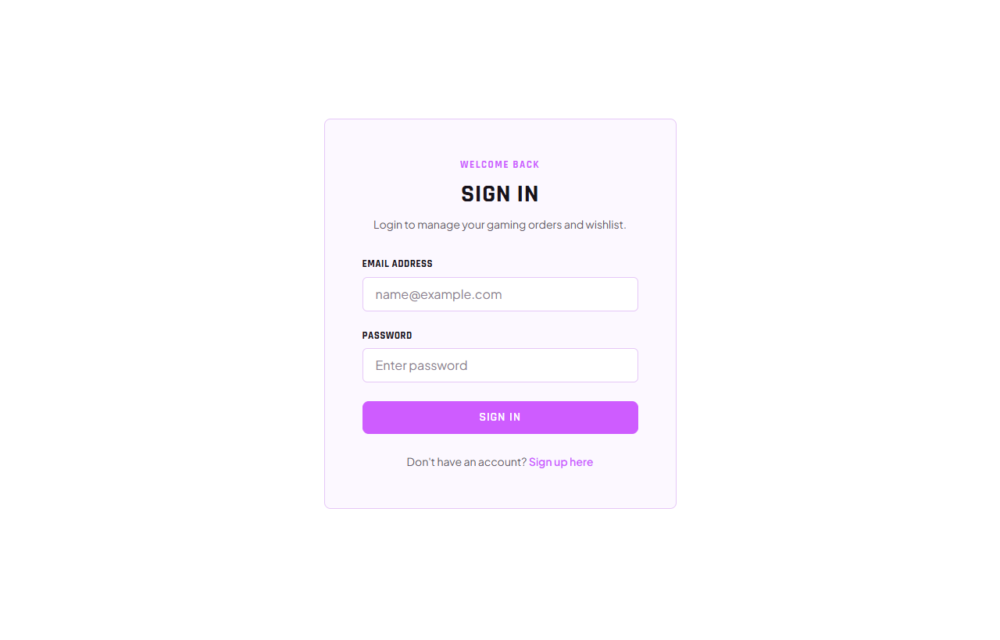 WELCOME BACK
SIGN IN
Login to manage your gaming orders and wishlist.
EMAIL ADDRESS
name@example.com
PASSWORD
Enter password
SIGN IN
Don't have an account? Sign up here